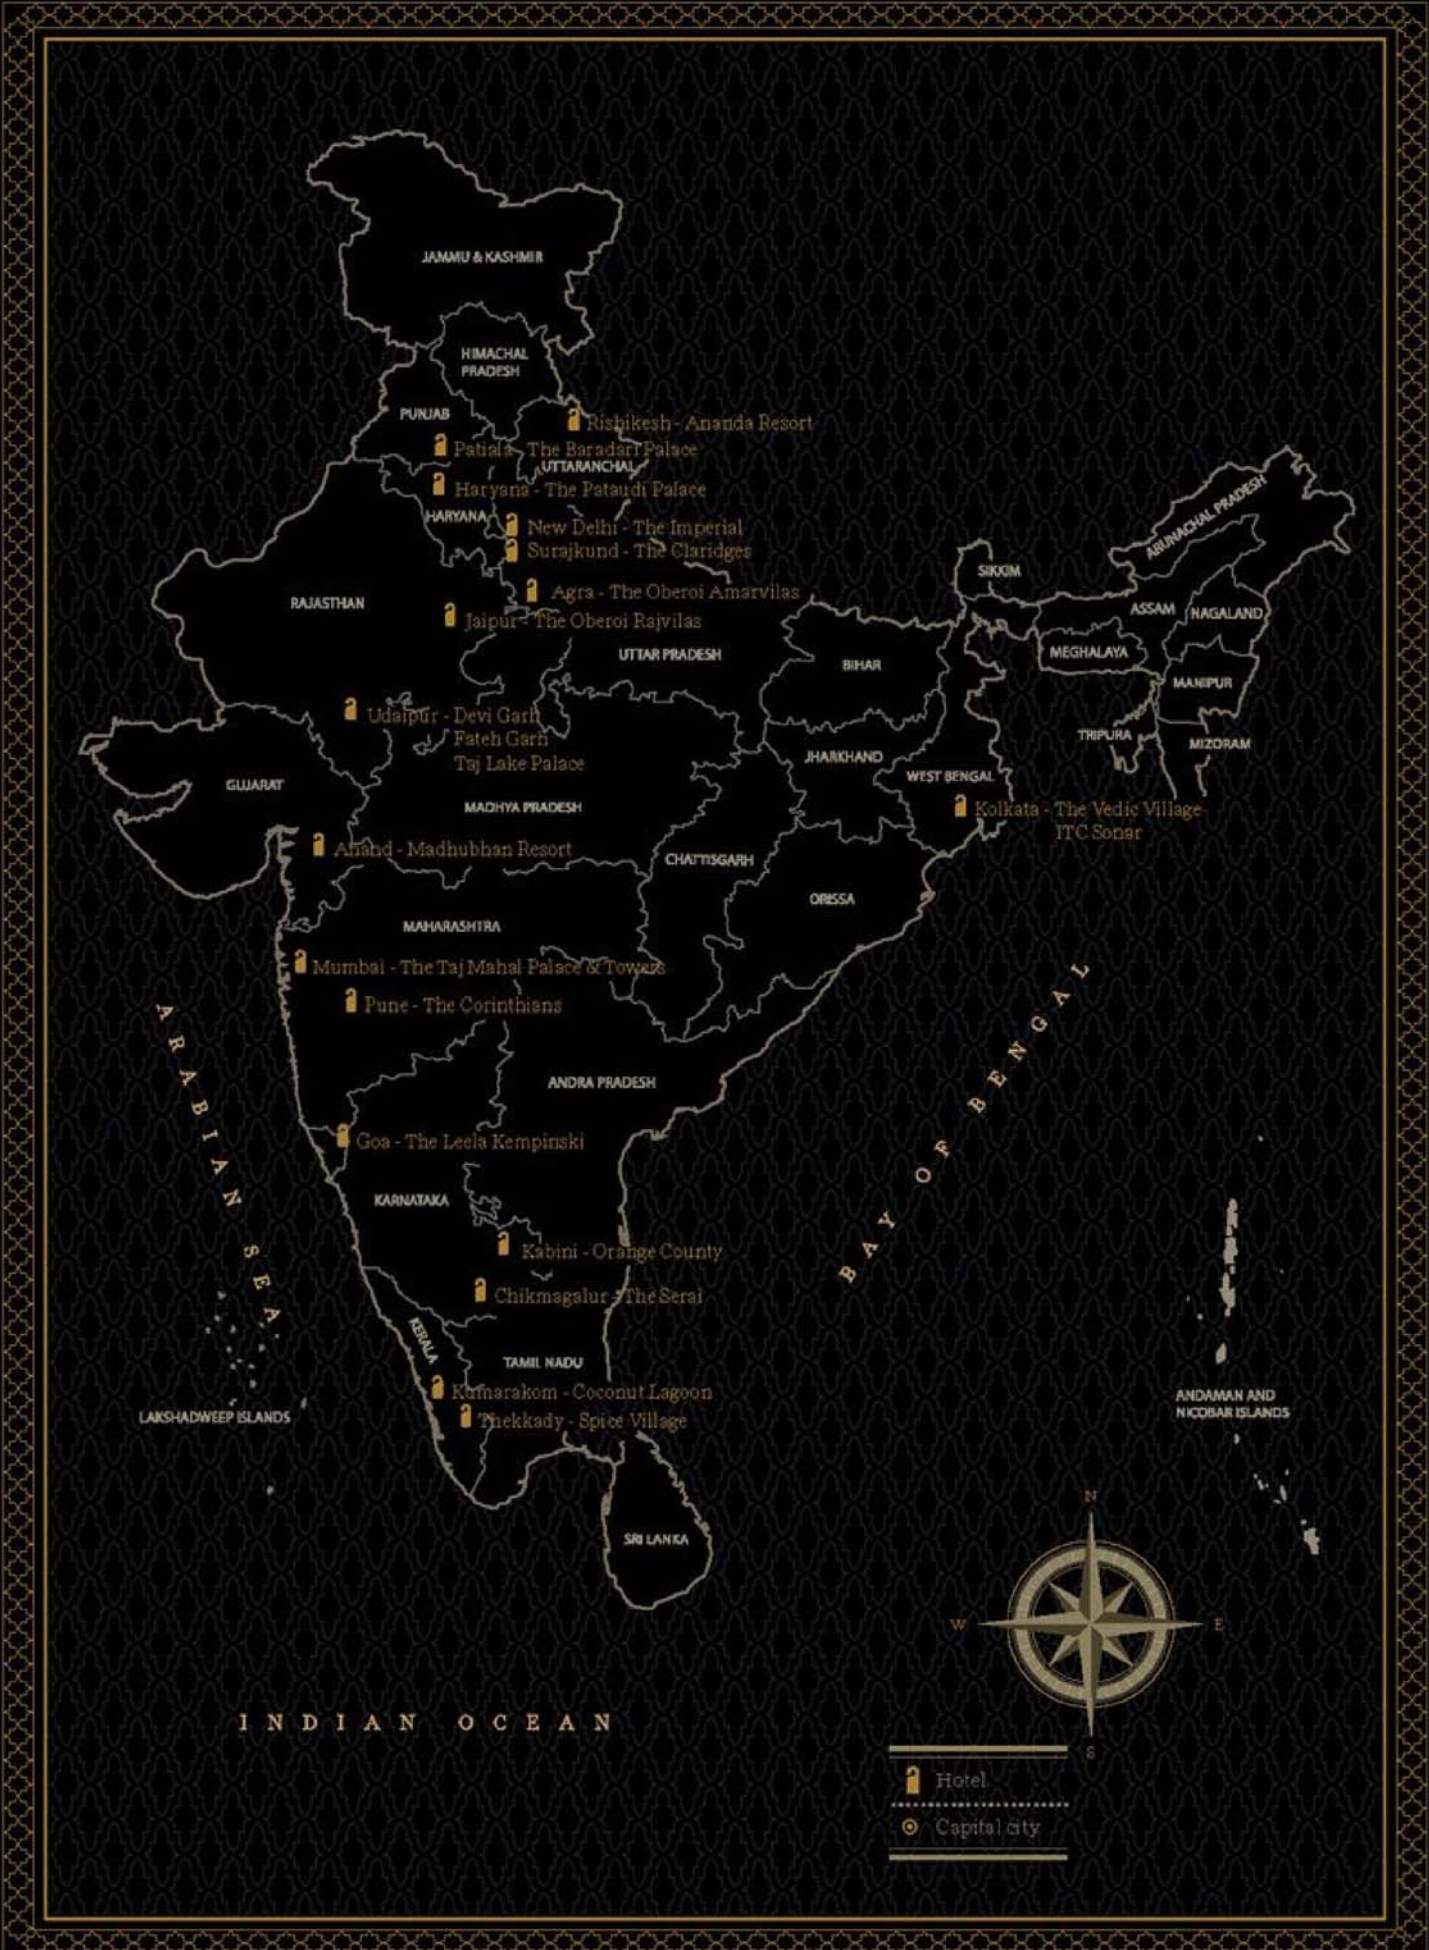 JAMMU & KASHMIR
HIMACHAL
PRADESH
PUNJAB
Rishikesh - Ananda Resort
Patiala - The Baradari Palace
UTTARANCHAL
Haryana - The Pataudi Palace
HARYANA
New Delhi - The Imperial
Surajkund - The Claridges
ARUNACHAL PRADESH
SIKKIM
RAJASTHAN
Agra - The Oberoi Amarvilas
Jaipur - The Oberoi Rajvilas
ASSAM
NAGALAND
UTTAR PRADESH
BIHAR
MEGHALAYA
MANIPUR
Udaipur - Devi Garh
Fateh Garh
Taj Lake Palace
TRIPURA
MIZORAM
GUJARAT
JHARKHAND
WEST BENGAL
MADHYA PRADESH
Kolkata - The Vedic Village
ITC Sonar
Anand - Madhubhan Resort
CHATTISGARH
ORISSA
MAHARASHTRA
Mumbai - The Taj Mahal Palace & Towers
Pune - The Corinthians
ARABIAN SEA
BAY OF BENGAL
ANDRA PRADESH
Goa - The Leela Kempinski
KARNATAKA
Kabini - Orange County
Chikmagalur - The Serai
KERALA
TAMIL NADU
Kumarakom - Coconut Lagoon
Thekkady - Spice Village
LAKSHADWEEP ISLANDS
ANDAMAN AND
NICOBAR ISLANDS
SRI LANKA
N
W
E
S
INDIAN OCEAN
Hotel
Capital city